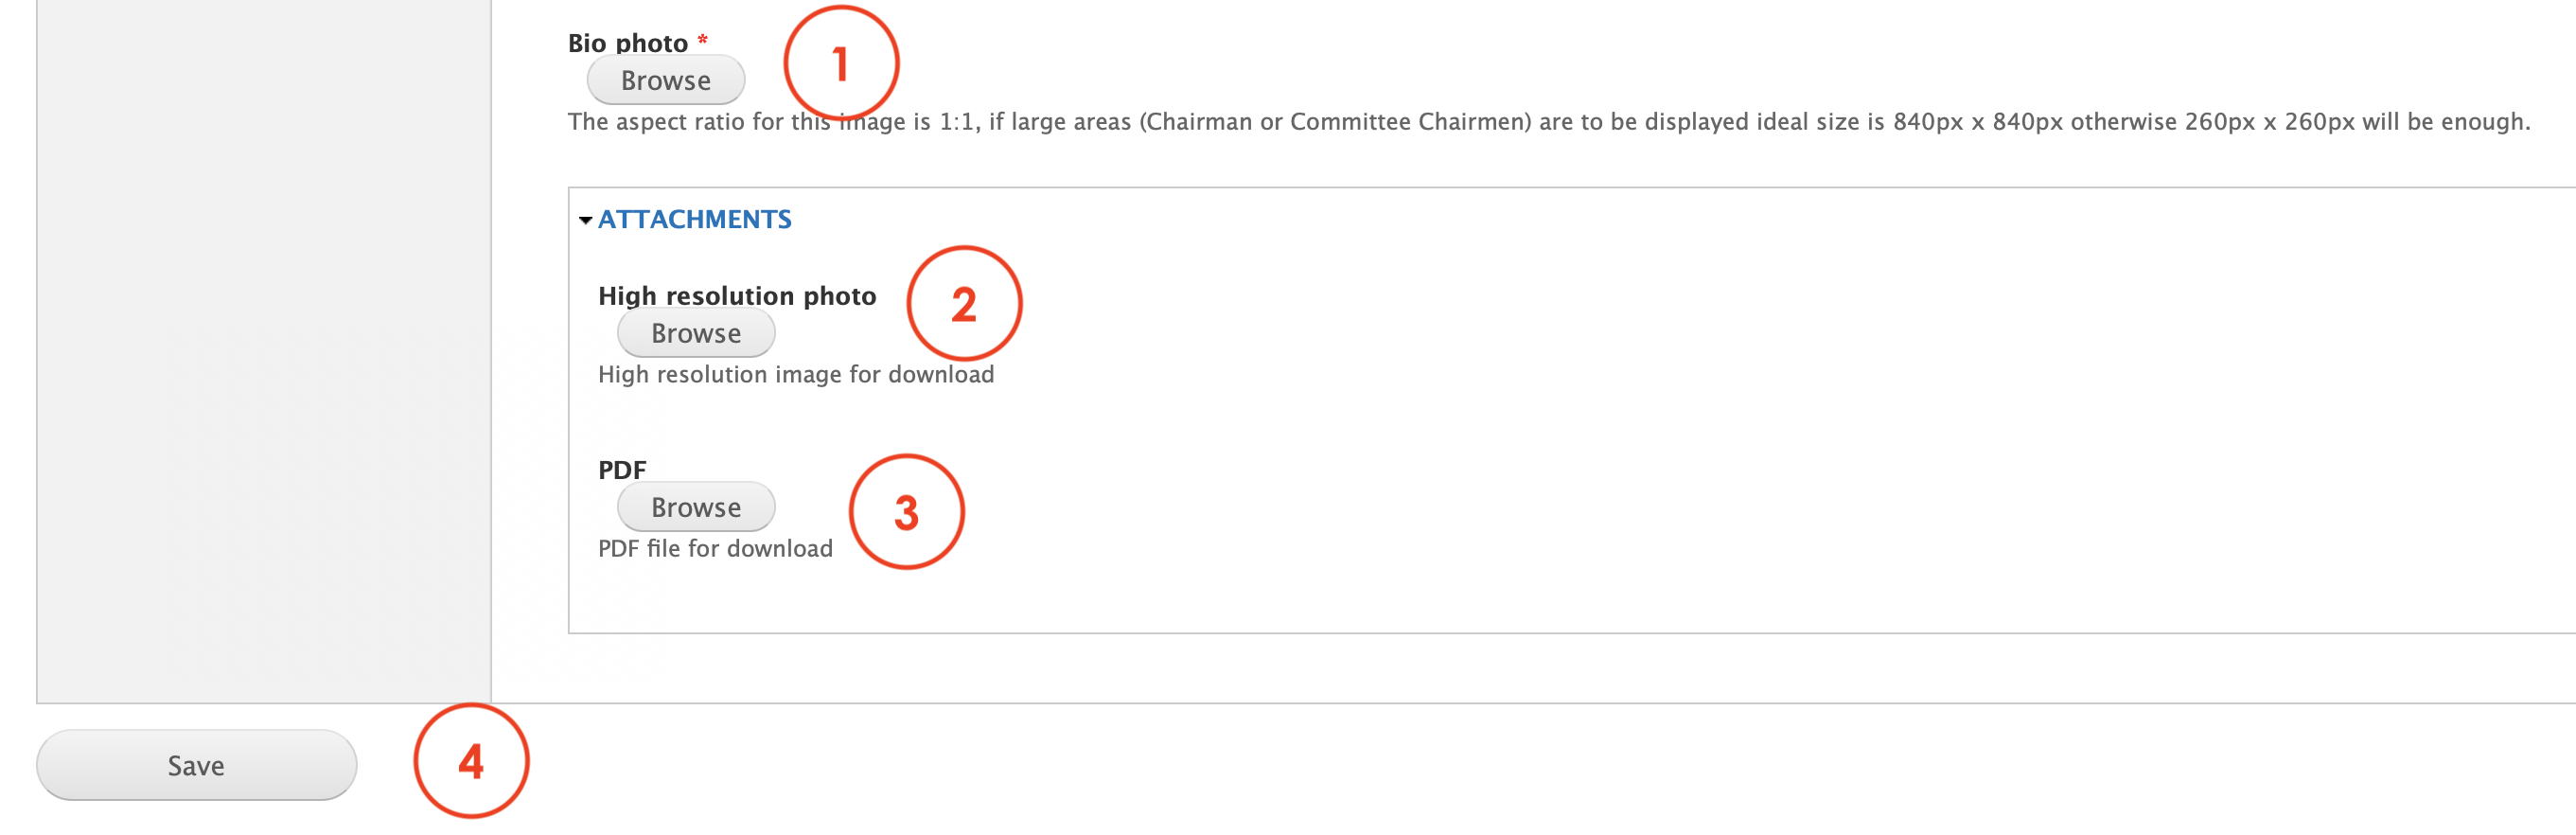 Bio photo *
1
Browse
The aspect ratio for this image is 1:1, if large areas (Chairman or Committee Chairmen) are to be displayed ideal size is 840px x 840px otherwise 260px x 260px will be enough.
ATTACHMENTS
High resolution photo
2
Browse
High resolution image for download
PDF
3
Browse
PDF file for download
Save
4